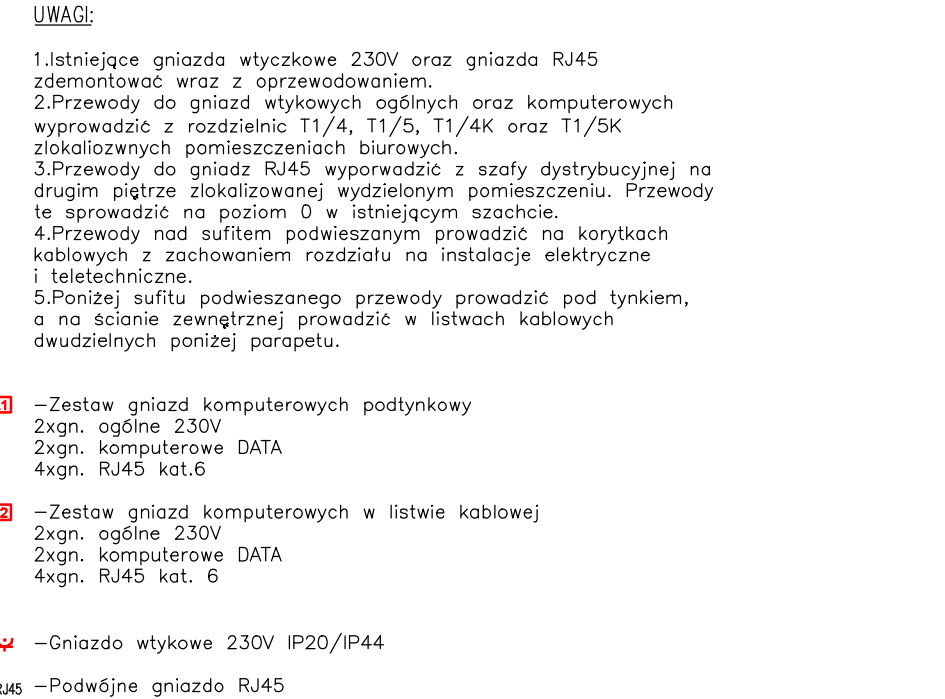 UWAGI:
1.Istniejące gniazda wtyczkowe 230V oraz gniazda RJ45
zdemontować wraz z oprzewodowaniem.
2.Przewody do gniazd wtykowych ogólnych oraz komputerowych
wyprowadzić z rozdzielnic T1/4, T1/5, T1/4K oraz T1/5K
zlokaliozwnych pomieszczeniach biurowych.
3.Przewody do gniadz RJ45 wyporwadzić z szafy dystrybucyjnej na
drugim piętrze zlokalizowanej wydzielonym pomieszczeniu. Przewody
te sprowadzić na poziom 0 w istniejącym szachcie.
4.Przewody nad sufitem podwieszanym prowadzić na korytkach
kablowych z zachowaniem rozdziału na instalacje elektryczne
i teletechniczne.
5.Poniżej sufitu podwieszanego przewody prowadzić pod tynkiem,
a na ścianie zewnętrznej prowadzić w listwach kablowych
dwudzielnych poniżej parapetu.
1 –Zestaw gniazd komputerowych podtynkowy
2xgn. ogólne 230V
2xgn. komputerowe DATA
4xgn. RJ45 kat.6
2 –Zestaw gniazd komputerowych w listwie kablowej
2xgn. ogólne 230V
2xgn. komputerowe DATA
4xgn. RJ45 kat. 6
–Gniazdo wtykowe 230V IP20/IP44
RJ45 –Podwójne gniazdo RJ45